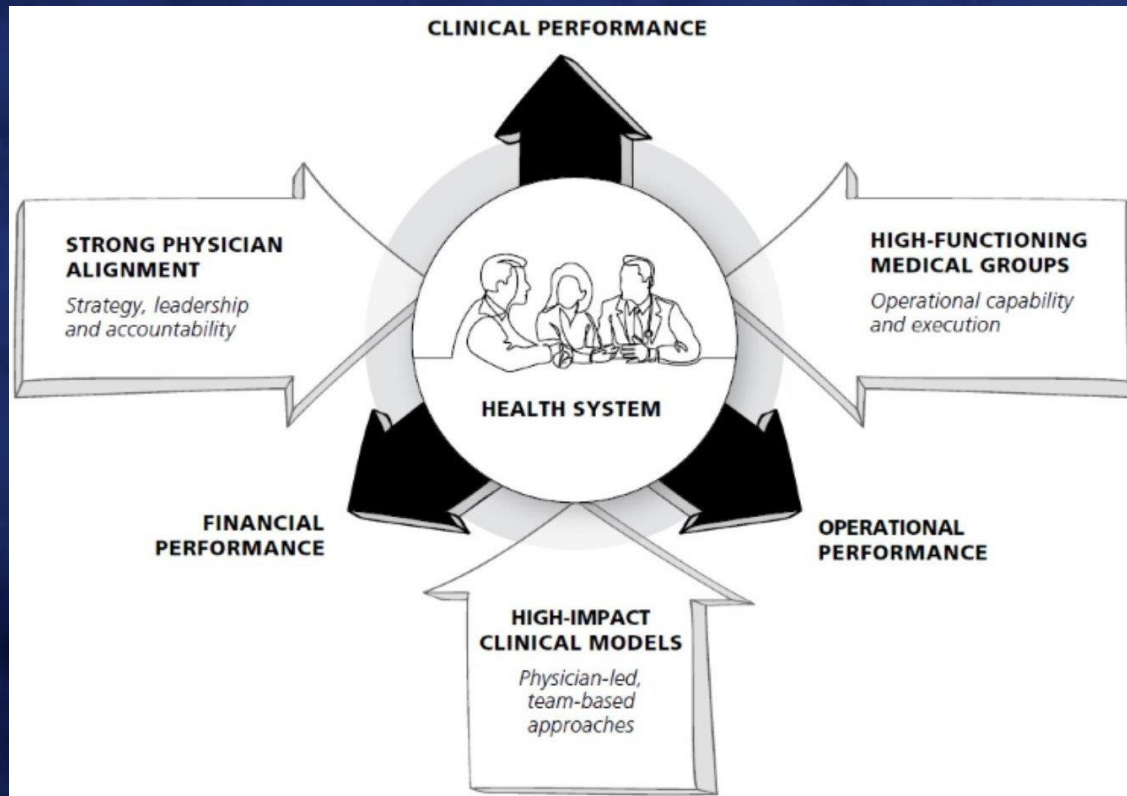 CLINICAL PERFORMANCE
STRONG PHYSICIAN
ALIGNMENT
Strategy, leadership
and accountability
HIGH-FUNCTIONING
MEDICAL GROUPS
Operational capability
and execution
HEALTH SYSTEM
FINANCIAL
PERFORMANCE
OPERATIONAL
PERFORMANCE
HIGH-IMPACT
CLINICAL MODELS
Physician-led,
team-based
approaches